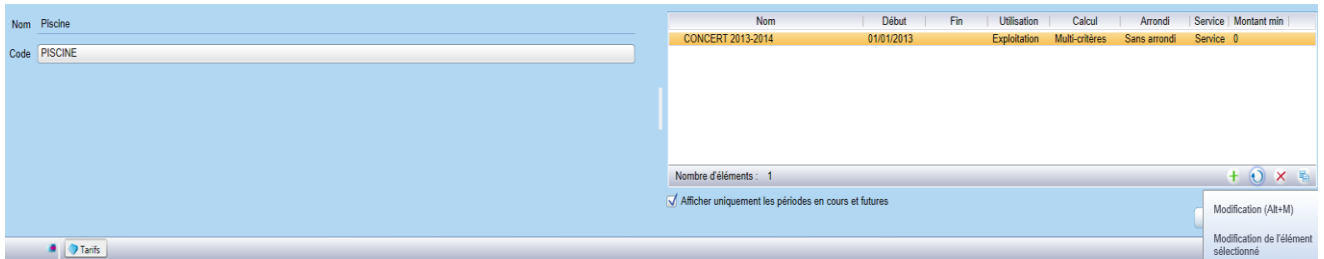 Nom Piscine
Code PISCINE
Nom Début Fin Utilisation Calcul Arrondi Service Montant min
CONCERT 2013-2014 01/01/2013 Exploitation Multi-critères Sans arrondi Service 0
Nombre d'éléments : 1
Afficher uniquement les périodes en cours et futures
Modification (Alt+M)
Modification de l'élément
sélectionné
Tarifs